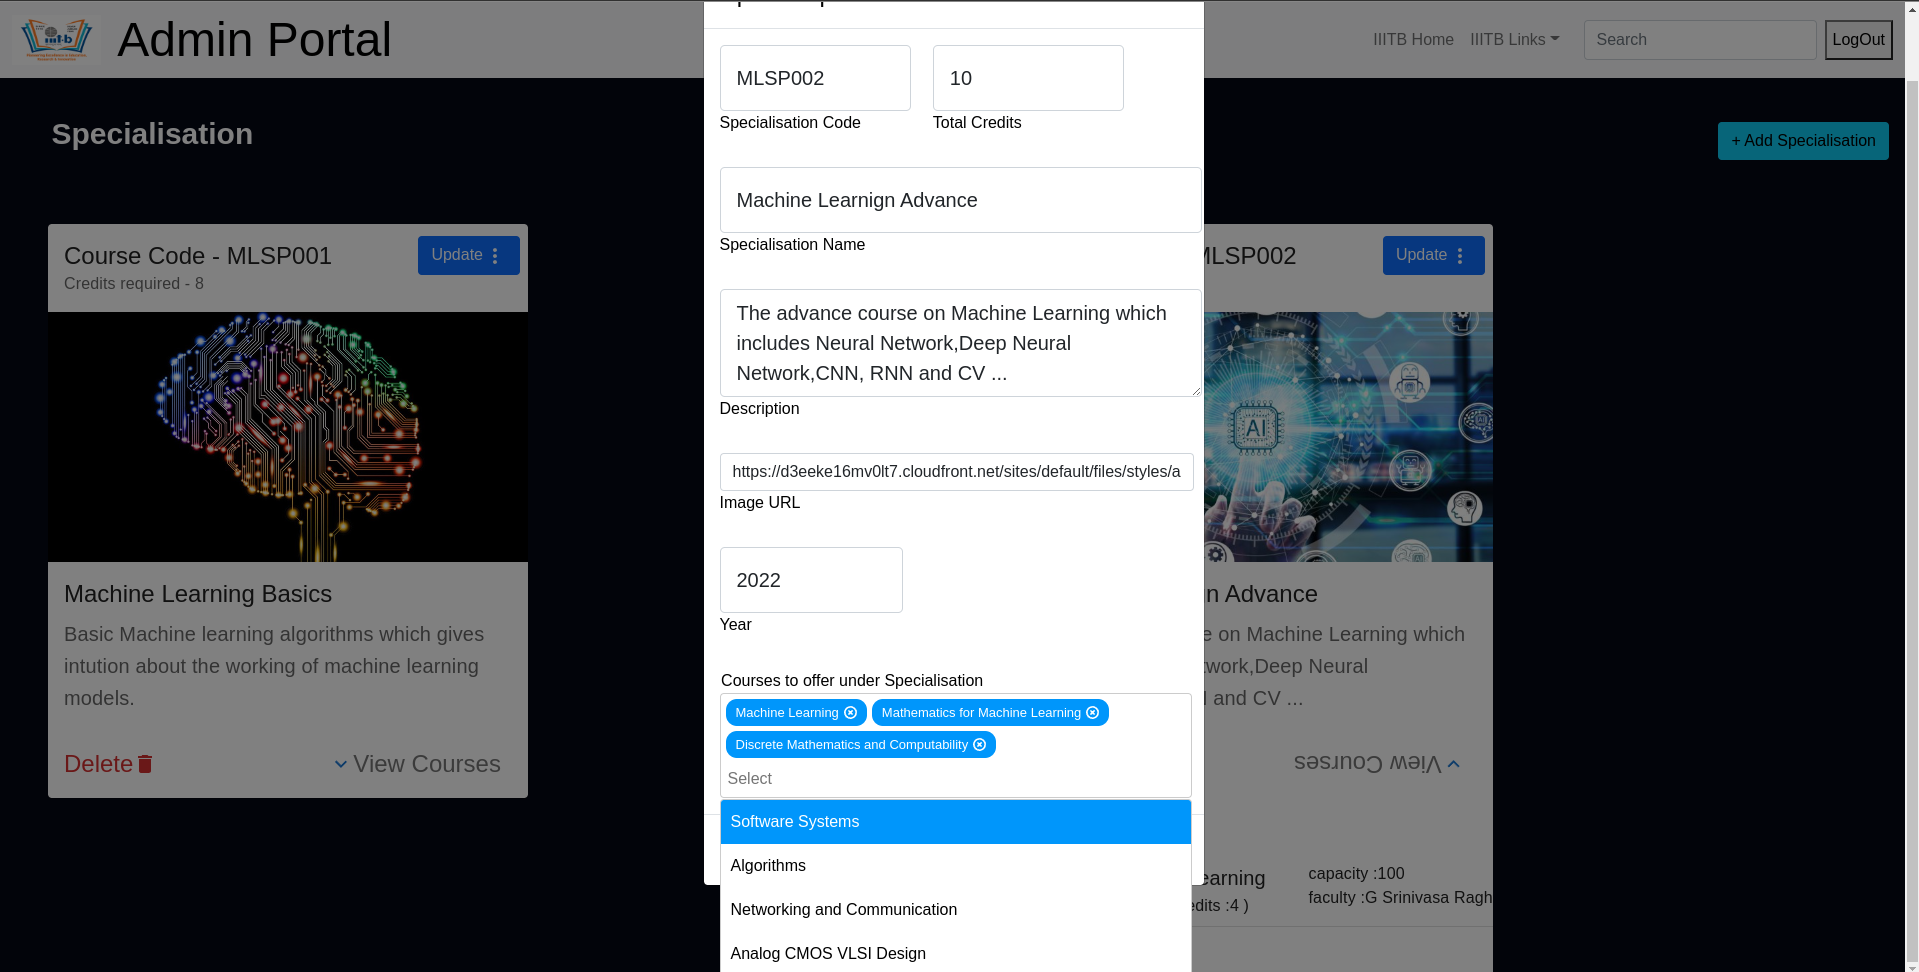 Admin Portal
IIITB Home
IIITB Links
Search
LogOut
Specialisation
+ Add Specialisation
Course Code - MLSP001
Update
Credits required - 8
Machine Learning Basics
Basic Machine learning algorithms which gives
intution about the working of machine learning
models.
Delete
View Courses
MLSP002
Specialisation Code
10
Total Credits
Machine Learnign Advance
Specialisation Name
The advance course on Machine Learning which
includes Neural Network,Deep Neural
Network,CNN, RNN and CV ...
Description
https://d3eeke16mv0lt7.cloudfront.net/sites/default/files/styles/a
Image URL
2022
Year
Courses to offer under Specialisation
Machine Learning
Mathematics for Machine Learning
Discrete Mathematics and Computability
Select
Software Systems
Algorithms
Networking and Communication
Analog CMOS VLSI Design
MLSP002
Update
AI
n Advance
e on Machine Learning which
twork,Deep Neural
and CV ...
View Courses
earning
edits :4 )
capacity :100
faculty :G Srinivasa Ragh